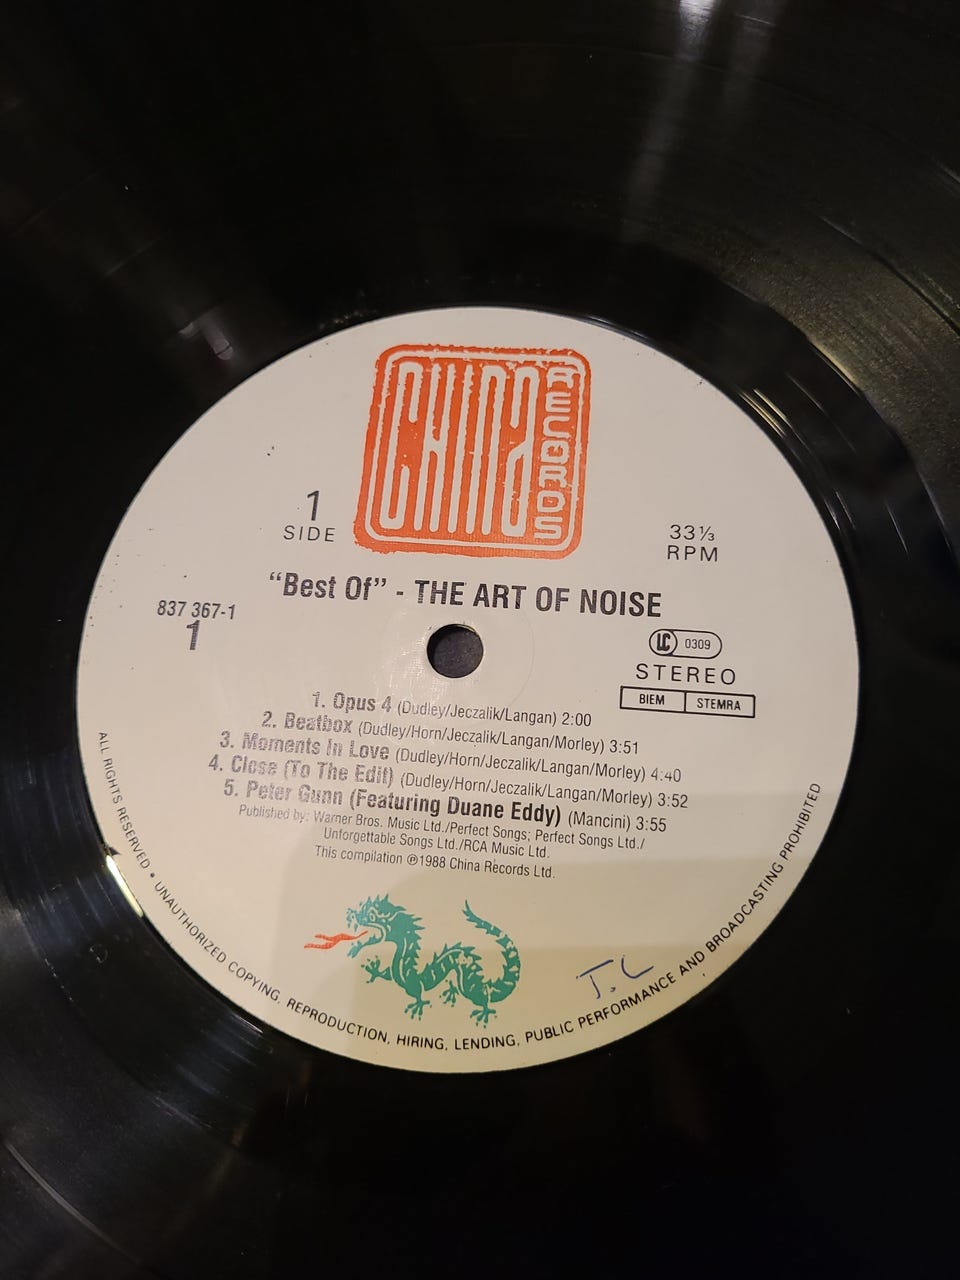 CHINA RECORDS
1
SIDE
33⅓
RPM
"Best Of" - THE ART OF NOISE
837 367-1
1
LC 0309
STEREO
BIEM STEMRA
1. Opus 4 (Dudley/Jeczalik/Langan) 2:00
2. Beatbox (Dudley/Horn/Jeczalik/Langan/Morley) 3:51
3. Moments In Love (Dudley/Horn/Jeczalik/Langan/Morley) 4:40
4. Close (To The Edit) (Dudley/Horn/Jeczalik/Langan/Morley) 3:52
5. Peter Gunn (Featuring Duane Eddy) (Mancini) 3:55
Published by: Warner Bros. Music Ltd./Perfect Songs; Perfect Songs Ltd./
Unforgettable Songs Ltd./RCA Music Ltd.
This compilation ℗1988 China Records Ltd.
J.C
ALL RIGHTS RESERVED • UNAUTHORIZED COPYING, REPRODUCTION, HIRING, LENDING, PUBLIC PERFORMANCE AND BROADCASTING PROHIBITED